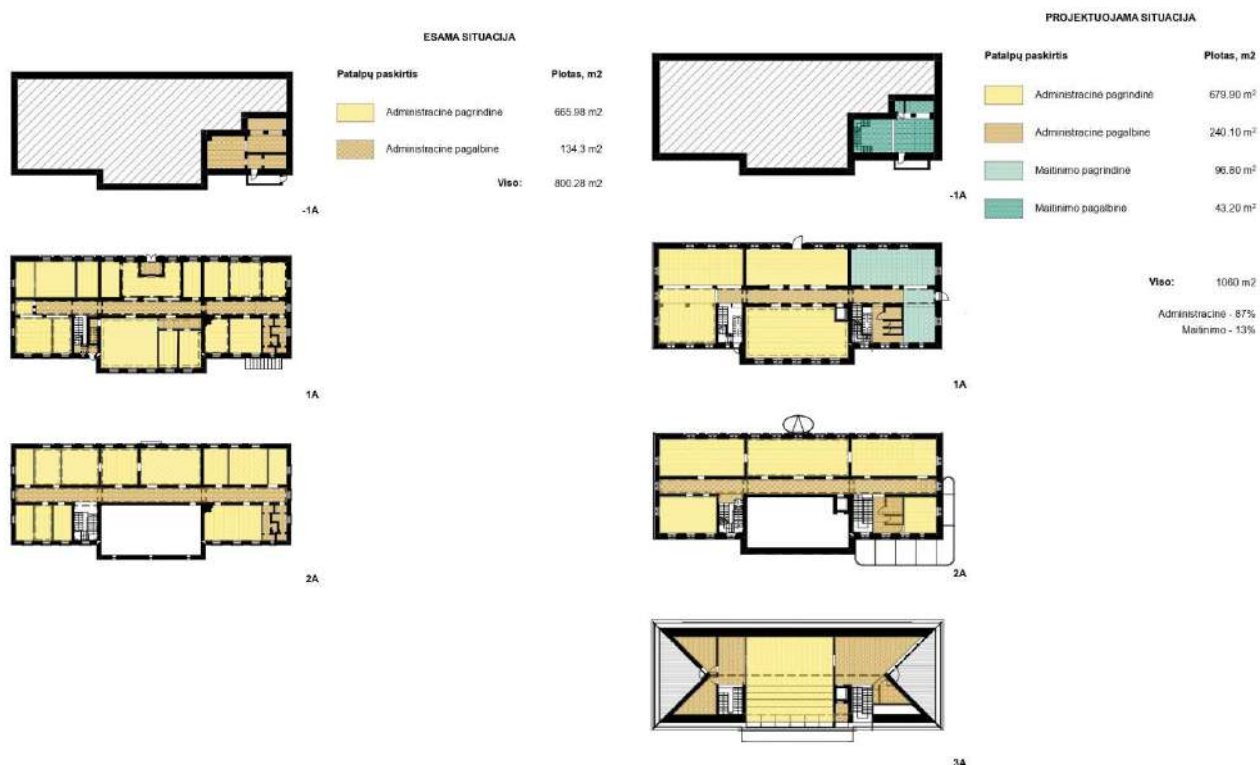 ESAMA SITUACIJA
Patalpų paskirtis Plotas, m2
Administracinė pagrindinė 665.98 m2
Administracinė pagalbinė 134.3 m2
Viso: 800.28 m2
-1A
1A
2A
PROJEKTUOJAMA SITUACIJA
Patalpų paskirtis Plotas, m2
Administracinė pagrindinė 679.90 m²
Administracinė pagalbinė 240.10 m²
Maitinimo pagrindinė 96.80 m²
Maitinimo pagalbinė 43.20 m²
Viso: 1060 m2
Administracinė - 87%
Maitinimo - 13%
-1A
1A
2A
3A